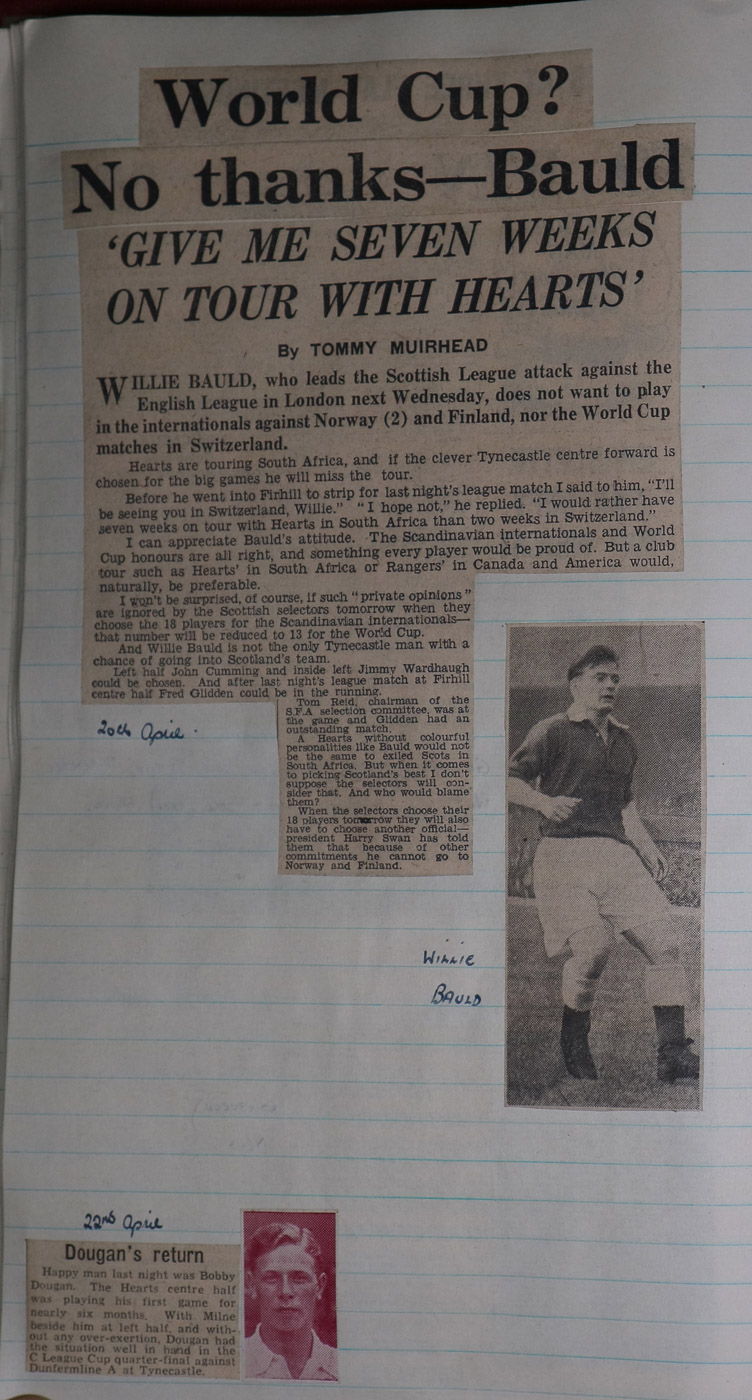 World Cup?
No thanks—Bauld
‘GIVE ME SEVEN WEEKS
ON TOUR WITH HEARTS’
By TOMMY MUIRHEAD
WILLIE BAULD, who leads the Scottish League attack against the
English League in London next Wednesday, does not want to play
in the internationals against Norway (2) and Finland, nor the World Cup
matches in Switzerland.
Hearts are touring South Africa, and if the clever Tynecastle centre forward is
chosen for the big games he will miss the tour.
Before he went into Firhill to strip for last night's league match I said to him, “I'll
be seeing you in Switzerland, Willie.” “I hope not,” he replied. “I would rather have
seven weeks on tour with Hearts in South Africa than two weeks in Switzerland.”
I can appreciate Bauld's attitude. The Scandinavian internationals and World
Cup honours are all right, and something every player would be proud of. But a club
tour such as Hearts' in South Africa or Rangers' in Canada and America would,
naturally, be preferable.
I won't be surprised, of course, if such “private opinions”
are ignored by the Scottish selectors tomorrow when they
choose the 18 players for the Scandinavian internationals—
that number will be reduced to 13 for the World Cup.
And Willie Bauld is not the only Tynecastle man with a
chance of going into Scotland's team.
Left half John Cumming and inside left Jimmy Wardhaugh
could be chosen. And after last night's league match at Firhill
centre half Fred Glidden could be in the running.
Tom Reid, chairman of the
S.F.A selection committee, was at
the game and Glidden had an
outstanding match.
A Hearts without colourful
personalities like Bauld would not
be the same to exiled Scots in
South Africa. But when it comes
to picking Scotland's best I don't
suppose the selectors will con-
sider that. And who would blame
them?
When the selectors choose their
18 players tomorrow they will also
have to choose another official—
president Harry Swan has told
them that because of other
commitments he cannot go to
Norway and Finland.
20th April.
Willie
Bauld
22nd April
Dougan's return
Happy man last night was Bobby
Dougan. The Hearts centre half
was playing his first game for
nearly six months. With Milne
beside him at left half, and with-
out any over-exertion, Dougan had
the situation well in hand in the
C League Cup quarter-final against
Dunfermline A at Tynecastle.